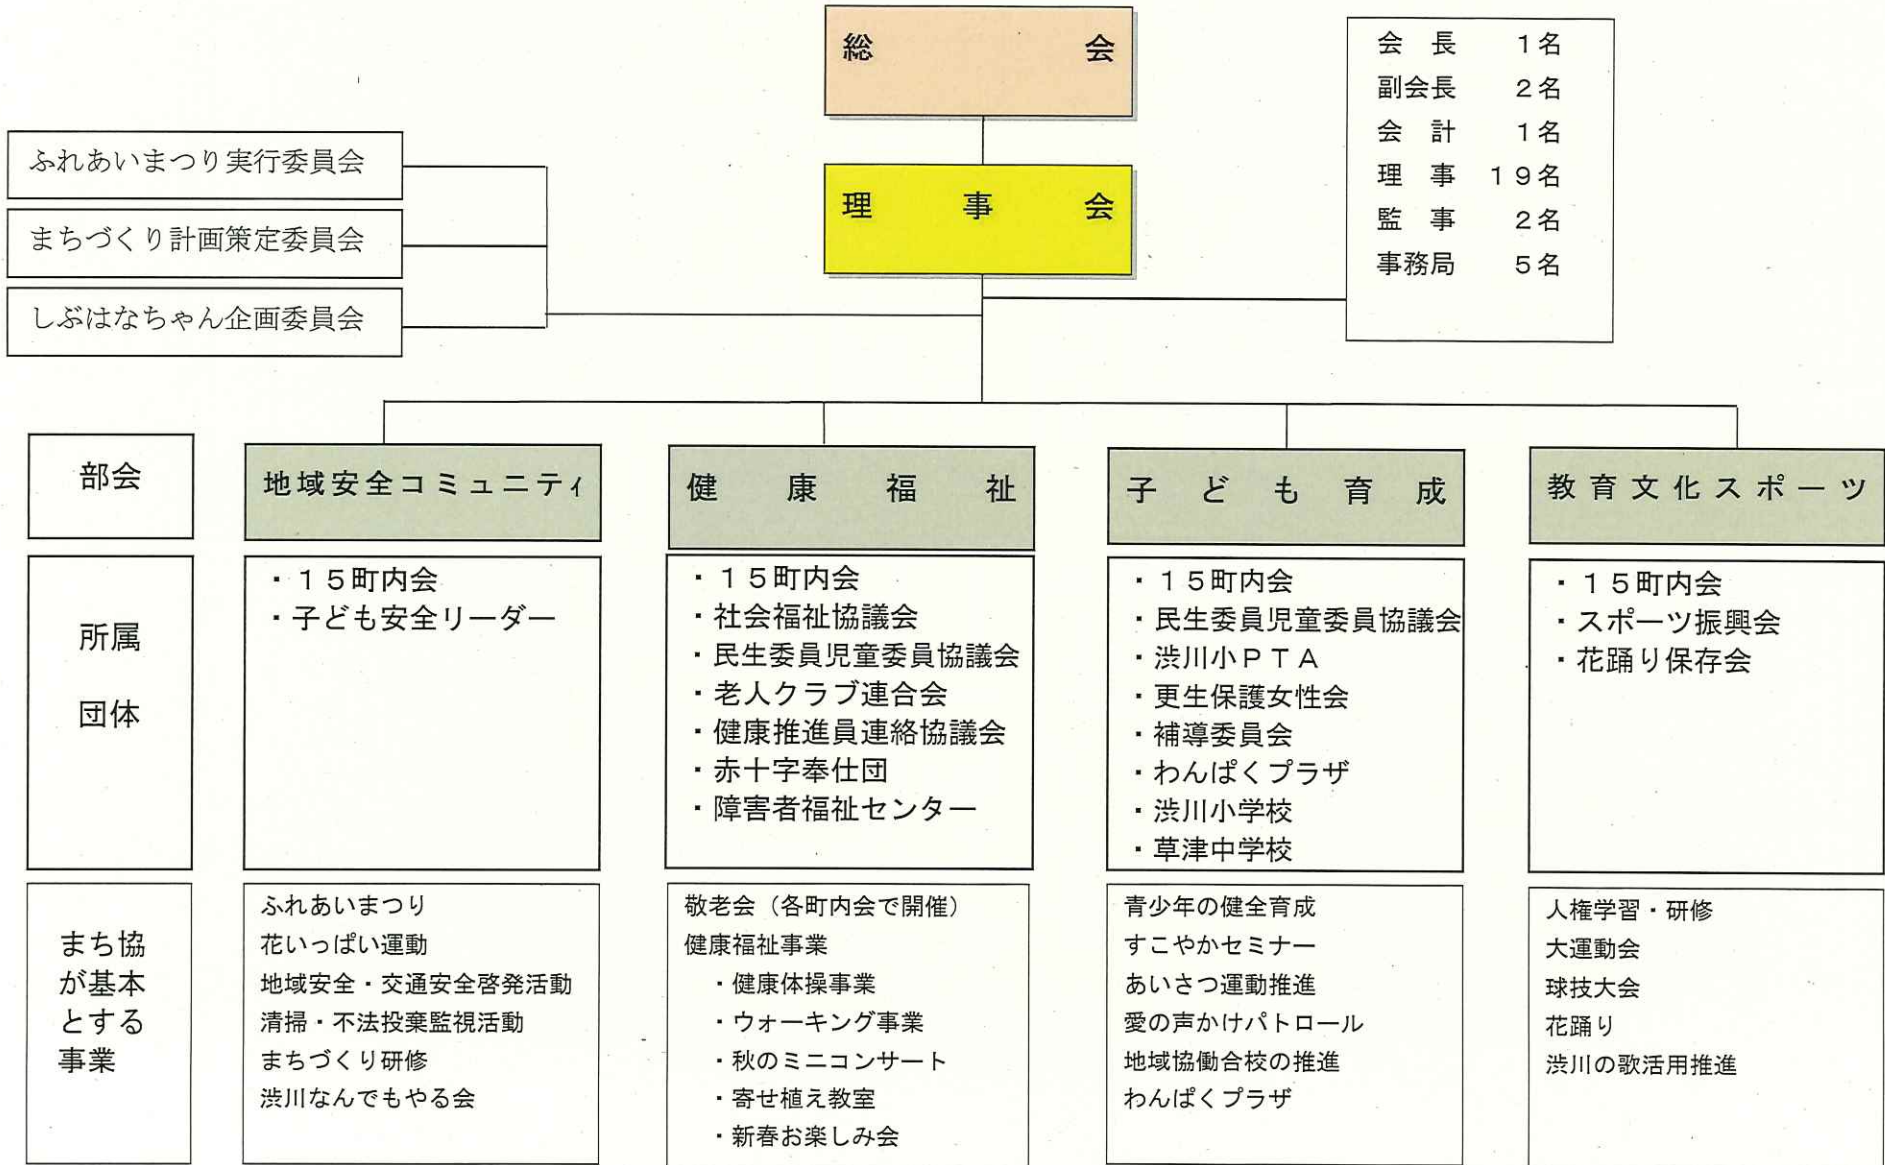 総会
会長 1名
副会長 2名
会計 1名
理事 19名
監事 2名
事務局 5名
理事会
ふれあいまつり実行委員会
まちづくり計画策定委員会
しぶはなちゃん企画委員会
部会
地域安全コミュニティ
健康福祉
子ども育成
教育文化スポーツ
所属
団体
・15町内会
・子ども安全リーダー
・15町内会
・社会福祉協議会
・民生委員児童委員協議会
・老人クラブ連合会
・健康推進員連絡協議会
・赤十字奉仕団
・障害者福祉センター
・15町内会
・民生委員児童委員協議会
・渋川小PTA
・更生保護女性会
・補導委員会
・わんぱくプラザ
・渋川小学校
・草津中学校
・15町内会
・スポーツ振興会
・花踊り保存会
まち協
が基本
とする
事業
ふれあいまつり
花いっぱい運動
地域安全・交通安全啓発活動
清掃・不法投棄監視活動
まちづくり研修
渋川なんでもやる会
敬老会（各町内会で開催）
健康福祉事業
・健康体操事業
・ウォーキング事業
・秋のミニコンサート
・寄せ植え教室
・新春お楽しみ会
青少年の健全育成
すこやかセミナー
あいさつ運動推進
愛の声かけパトロール
地域協働合校の推進
わんぱくプラザ
人権学習・研修
大運動会
球技大会
花踊り
渋川の歌活用推進